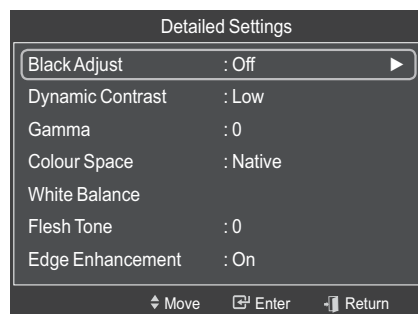 Detailed Settings
Black Adjust : Off
Dynamic Contrast : Low
Gamma : 0
Colour Space : Native
White Balance
Flesh Tone : 0
Edge Enhancement : On
Move Enter Return